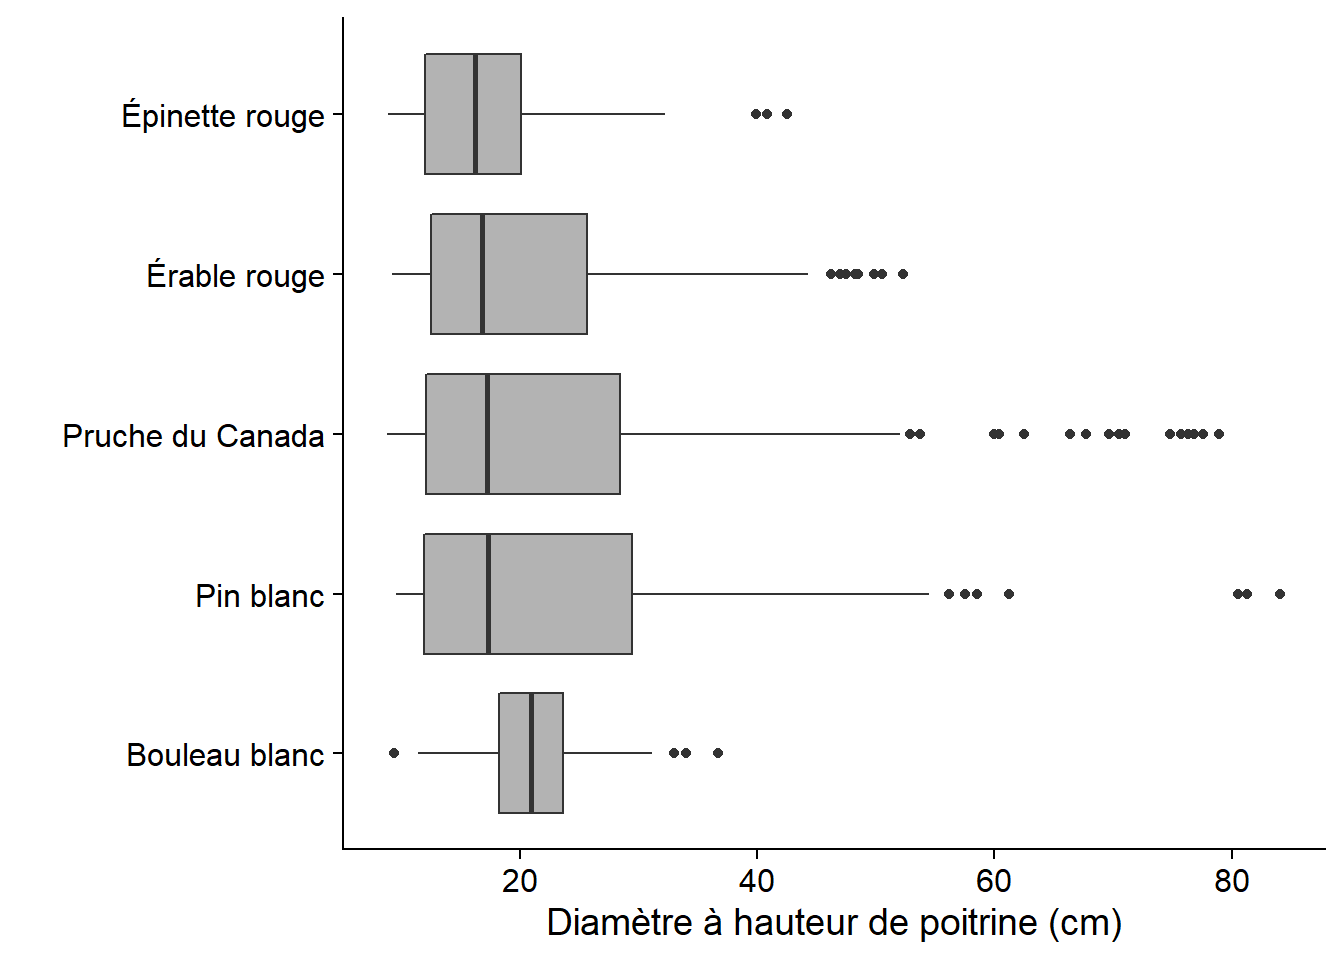 Épinette rouge
Érable rouge
Pruche du Canada
Pin blanc
Bouleau blanc
20 40 60 80
Diamètre à hauteur de poitrine (cm)